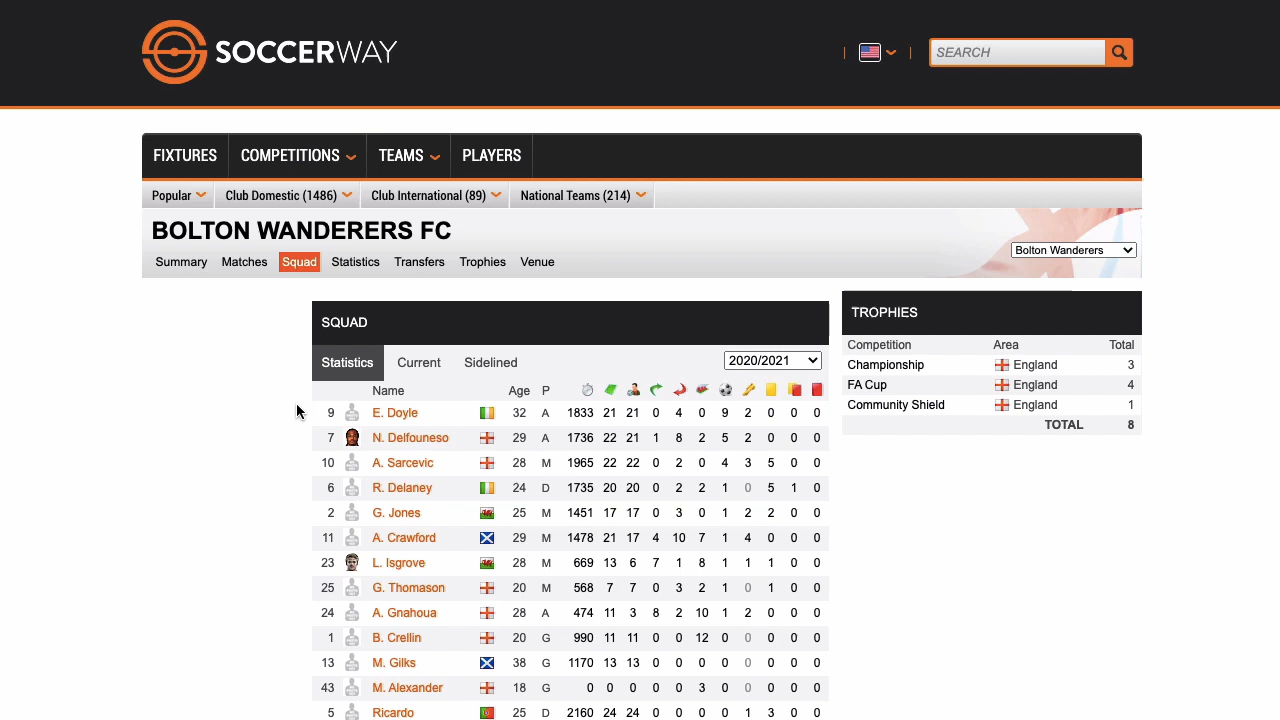 SOCCERWAY
SEARCH
FIXTURES COMPETITIONS TEAMS PLAYERS
Popular Club Domestic (1486) Club International (89) National Teams (214)
BOLTON WANDERERS FC
Bolton Wanderers
Summary Matches Squad Statistics Transfers Trophies Venue
SQUAD
Statistics Current Sidelined 2020/2021
Name Age P
9 E. Doyle 32 A 1833 21 21 0 4 0 9 2 0 0 0
7 N. Delfouneso 29 A 1736 22 21 1 8 2 5 2 0 0 0
10 A. Sarcevic 28 M 1965 22 22 0 2 0 4 3 5 0 0
6 R. Delaney 24 D 1735 20 20 0 2 2 1 0 5 1 0
2 G. Jones 25 M 1451 17 17 0 3 0 1 2 2 0 0
11 A. Crawford 29 M 1478 21 17 4 10 7 1 4 0 0 0
23 L. Isgrove 28 M 669 13 6 7 1 8 1 1 1 0 0
25 G. Thomason 20 M 568 7 7 0 3 2 1 0 1 0 0
24 A. Gnahoua 28 A 474 11 3 8 2 10 1 2 0 0 0
1 B. Crellin 20 G 990 11 11 0 0 12 0 0 0 0 0
13 M. Gilks 38 G 1170 13 13 0 0 0 0 0 0 0 0
43 M. Alexander 18 G 0 0 0 0 0 3 0 0 0 0 0
5 Ricardo 25 D 2160 24 24 0 0 0 0 1 3 0 0
TROPHIES
Competition Area Total
Championship England 3
FA Cup England 4
Community Shield England 1
TOTAL 8